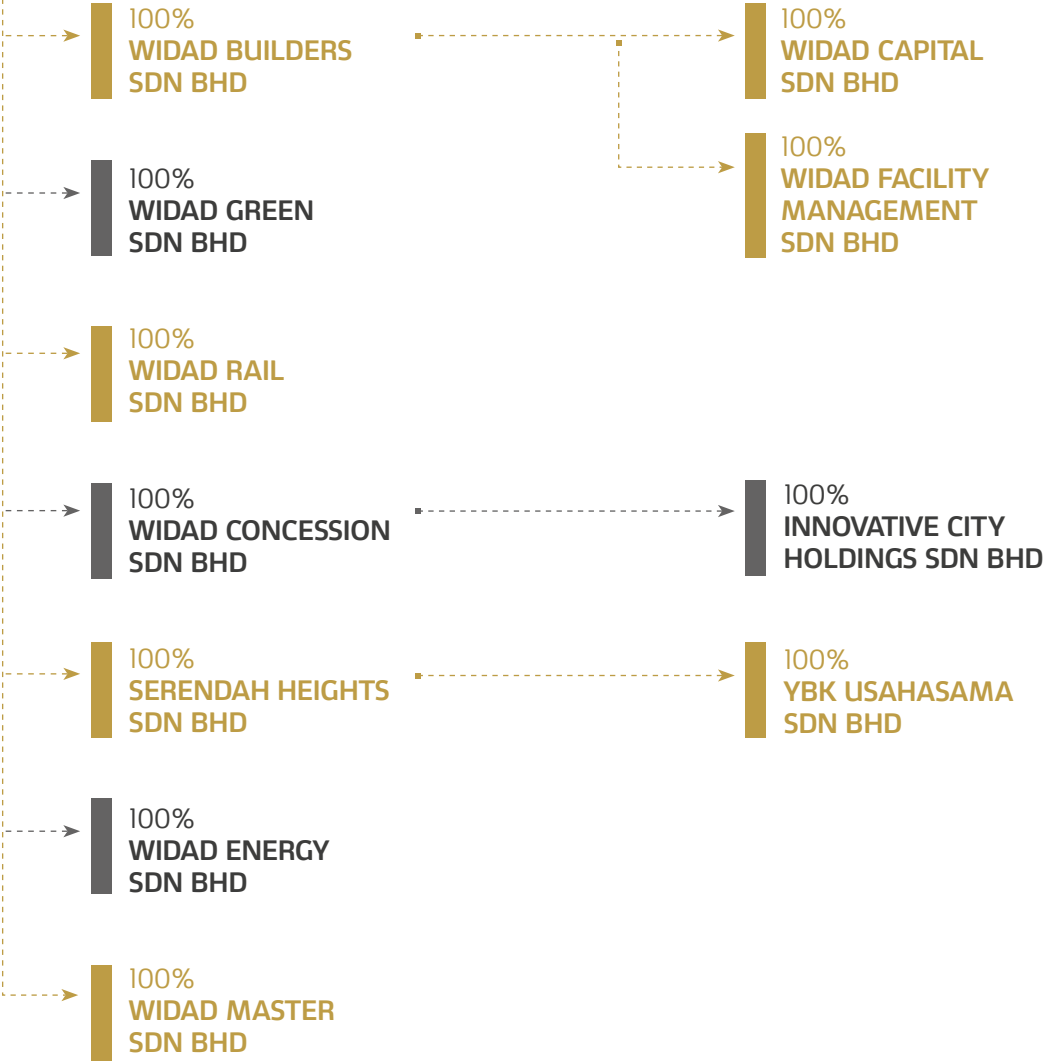 100%
WIDAD BUILDERS
SDN BHD
100%
WIDAD CAPITAL
SDN BHD
100%
WIDAD FACILITY
MANAGEMENT
SDN BHD
100%
WIDAD GREEN
SDN BHD
100%
WIDAD RAIL
SDN BHD
100%
WIDAD CONCESSION
SDN BHD
100%
INNOVATIVE CITY
HOLDINGS SDN BHD
100%
SERENDAH HEIGHTS
SDN BHD
100%
YBK USAHASAMA
SDN BHD
100%
WIDAD ENERGY
SDN BHD
100%
WIDAD MASTER
SDN BHD